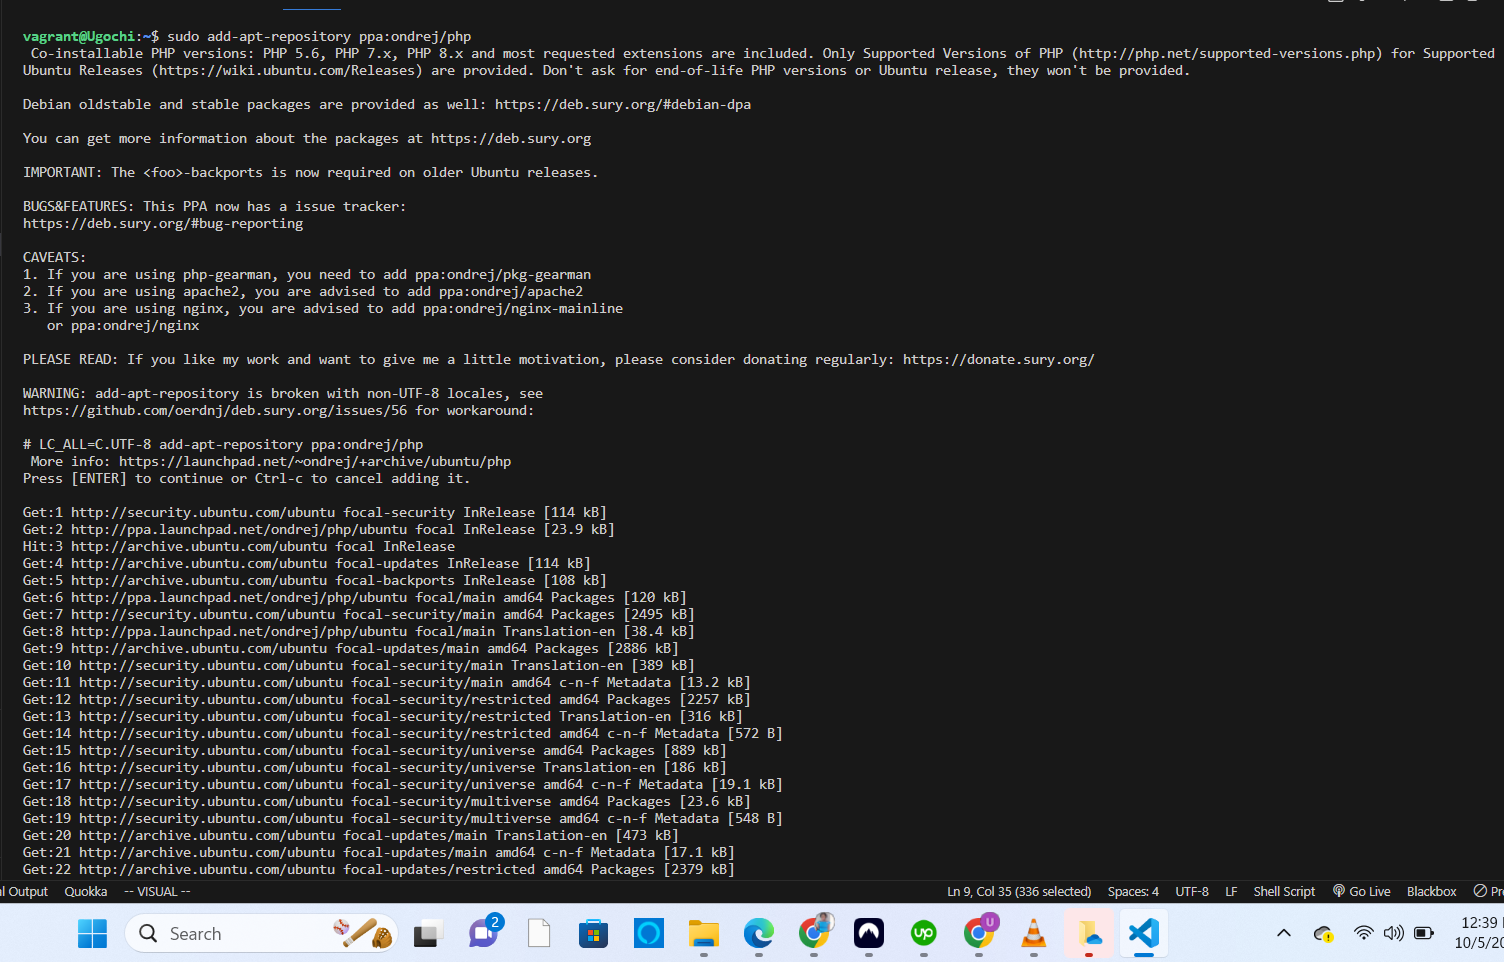 vagrant@Ugochi:~$ sudo add-apt-repository ppa:ondrej/php
Co-installable PHP versions: PHP 5.6, PHP 7.x, PHP 8.x and most requested extensions are included. Only Supported Versions of PHP (http://php.net/supported-versions.php) for Supported
Ubuntu Releases (https://wiki.ubuntu.com/Releases) are provided. Don't ask for end-of-life PHP versions or Ubuntu release, they won't be provided.
Debian oldstable and stable packages are provided as well: https://deb.sury.org/#debian-dpa
You can get more information about the packages at https://deb.sury.org
IMPORTANT: The <foo>-backports is now required on older Ubuntu releases.
BUGS&FEATURES: This PPA now has a issue tracker:
https://deb.sury.org/#bug-reporting
CAVEATS:
1. If you are using php-gearman, you need to add ppa:ondrej/pkg-gearman
2. If you are using apache2, you are advised to add ppa:ondrej/apache2
3. If you are using nginx, you are advised to add ppa:ondrej/nginx-mainline
or ppa:ondrej/nginx
PLEASE READ: If you like my work and want to give me a little motivation, please consider donating regularly: https://donate.sury.org/
WARNING: add-apt-repository is broken with non-UTF-8 locales, see
https://github.com/oerdnj/deb.sury.org/issues/56 for workaround:
# LC_ALL=C.UTF-8 add-apt-repository ppa:ondrej/php
More info: https://launchpad.net/~ondrej/+archive/ubuntu/php
Press [ENTER] to continue or Ctrl-c to cancel adding it.
Get:1 http://security.ubuntu.com/ubuntu focal-security InRelease [114 kB]
Get:2 http://ppa.launchpad.net/ondrej/php/ubuntu focal InRelease [23.9 kB]
Hit:3 http://archive.ubuntu.com/ubuntu focal InRelease
Get:4 http://archive.ubuntu.com/ubuntu focal-updates InRelease [114 kB]
Get:5 http://archive.ubuntu.com/ubuntu focal-backports InRelease [108 kB]
Get:6 http://ppa.launchpad.net/ondrej/php/ubuntu focal/main amd64 Packages [120 kB]
Get:7 http://security.ubuntu.com/ubuntu focal-security/main amd64 Packages [2495 kB]
Get:8 http://ppa.launchpad.net/ondrej/php/ubuntu focal/main Translation-en [38.4 kB]
Get:9 http://archive.ubuntu.com/ubuntu focal-updates/main amd64 Packages [2886 kB]
Get:10 http://security.ubuntu.com/ubuntu focal-security/main Translation-en [389 kB]
Get:11 http://security.ubuntu.com/ubuntu focal-security/main amd64 c-n-f Metadata [13.2 kB]
Get:12 http://security.ubuntu.com/ubuntu focal-security/restricted amd64 Packages [2257 kB]
Get:13 http://security.ubuntu.com/ubuntu focal-security/restricted Translation-en [316 kB]
Get:14 http://security.ubuntu.com/ubuntu focal-security/restricted amd64 c-n-f Metadata [572 B]
Get:15 http://security.ubuntu.com/ubuntu focal-security/universe amd64 Packages [889 kB]
Get:16 http://security.ubuntu.com/ubuntu focal-security/universe Translation-en [186 kB]
Get:17 http://security.ubuntu.com/ubuntu focal-security/universe amd64 c-n-f Metadata [19.1 kB]
Get:18 http://security.ubuntu.com/ubuntu focal-security/multiverse amd64 Packages [23.6 kB]
Get:19 http://security.ubuntu.com/ubuntu focal-security/multiverse amd64 c-n-f Metadata [548 B]
Get:20 http://archive.ubuntu.com/ubuntu focal-updates/main Translation-en [473 kB]
Get:21 http://archive.ubuntu.com/ubuntu focal-updates/main amd64 c-n-f Metadata [17.1 kB]
Get:22 http://archive.ubuntu.com/ubuntu focal-updates/restricted amd64 Packages [2379 kB]
l Output Quokka -- VISUAL -- Ln 9, Col 35 (336 selected) Spaces: 4 UTF-8 LF Shell Script Go Live Blackbox Pr
Search 2 up U 12:39
10/5/20